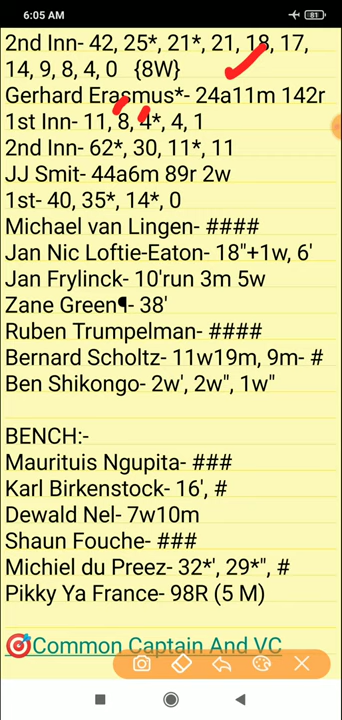 6:05 AM
81
2nd Inn- 42, 25*, 21*, 21, 18, 17,
14, 9, 8, 4, 0 {8W}
Gerhard Erasmus*- 24a11m 142r
1st Inn- 11, 8, 4*, 4, 1
2nd Inn- 62*, 30, 11*, 11
JJ Smit- 44a6m 89r 2w
1st- 40, 35*, 14*, 0
Michael van Lingen- ####
Jan Nic Loftie-Eaton- 18"+1w, 6'
Jan Frylinck- 10'run 3m 5w
Zane Green¶- 38'
Ruben Trumpelman- ####
Bernard Scholtz- 11w19m, 9m- #
Ben Shikongo- 2w', 2w", 1w"
BENCH:-
Maurituis Ngupita- ###
Karl Birkenstock- 16', #
Dewald Nel- 7w10m
Shaun Fouche- ###
Michiel du Preez- 32*', 29*", #
Pikky Ya France- 98R (5 M)
🎯Common Captain And VC